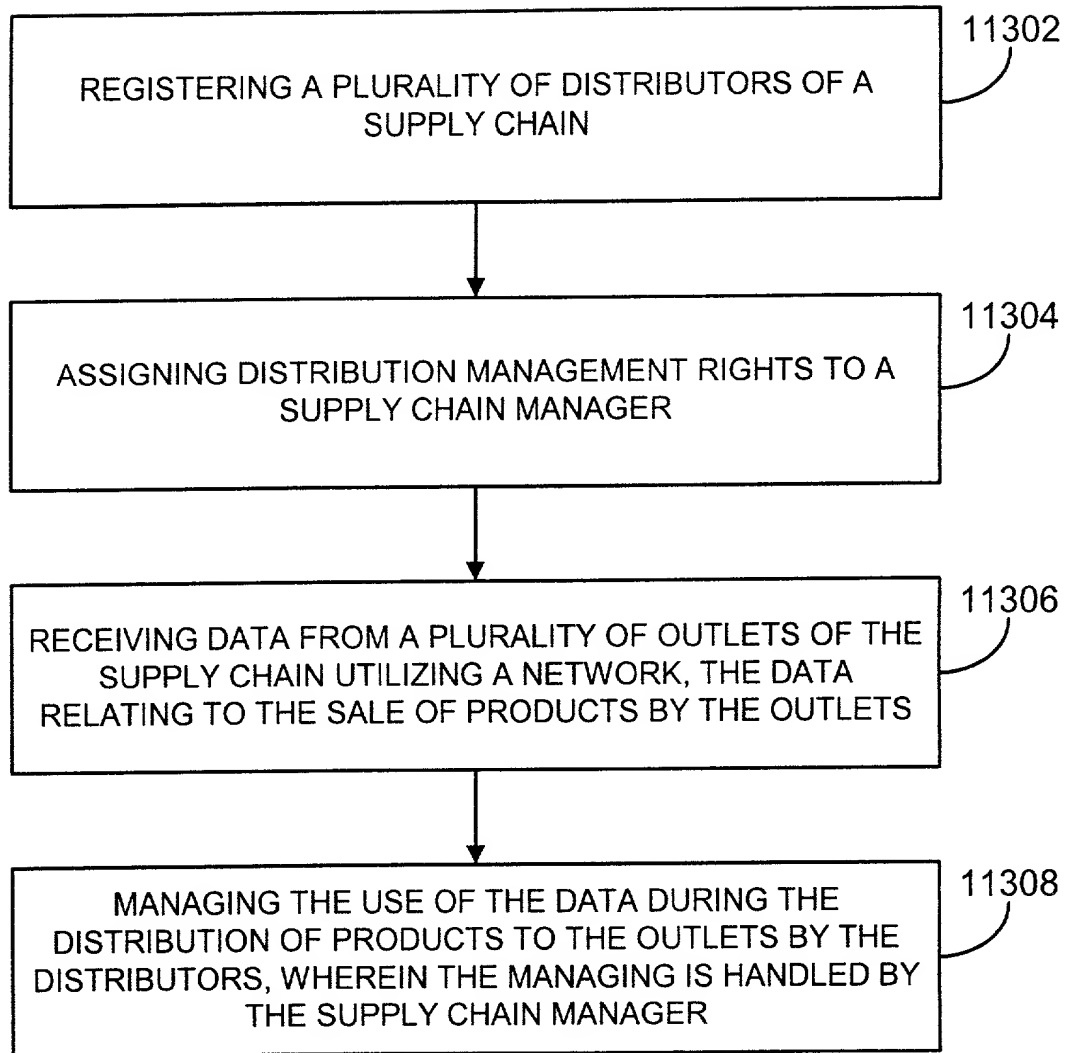 11302
REGISTERING A PLURALITY OF DISTRIBUTORS OF A
SUPPLY CHAIN
11304
ASSIGNING DISTRIBUTION MANAGEMENT RIGHTS TO A
SUPPLY CHAIN MANAGER
11306
RECEIVING DATA FROM A PLURALITY OF OUTLETS OF THE
SUPPLY CHAIN UTILIZING A NETWORK, THE DATA
RELATING TO THE SALE OF PRODUCTS BY THE OUTLETS
11308
MANAGING THE USE OF THE DATA DURING THE
DISTRIBUTION OF PRODUCTS TO THE OUTLETS BY THE
DISTRIBUTORS, WHEREIN THE MANAGING IS HANDLED BY
THE SUPPLY CHAIN MANAGER